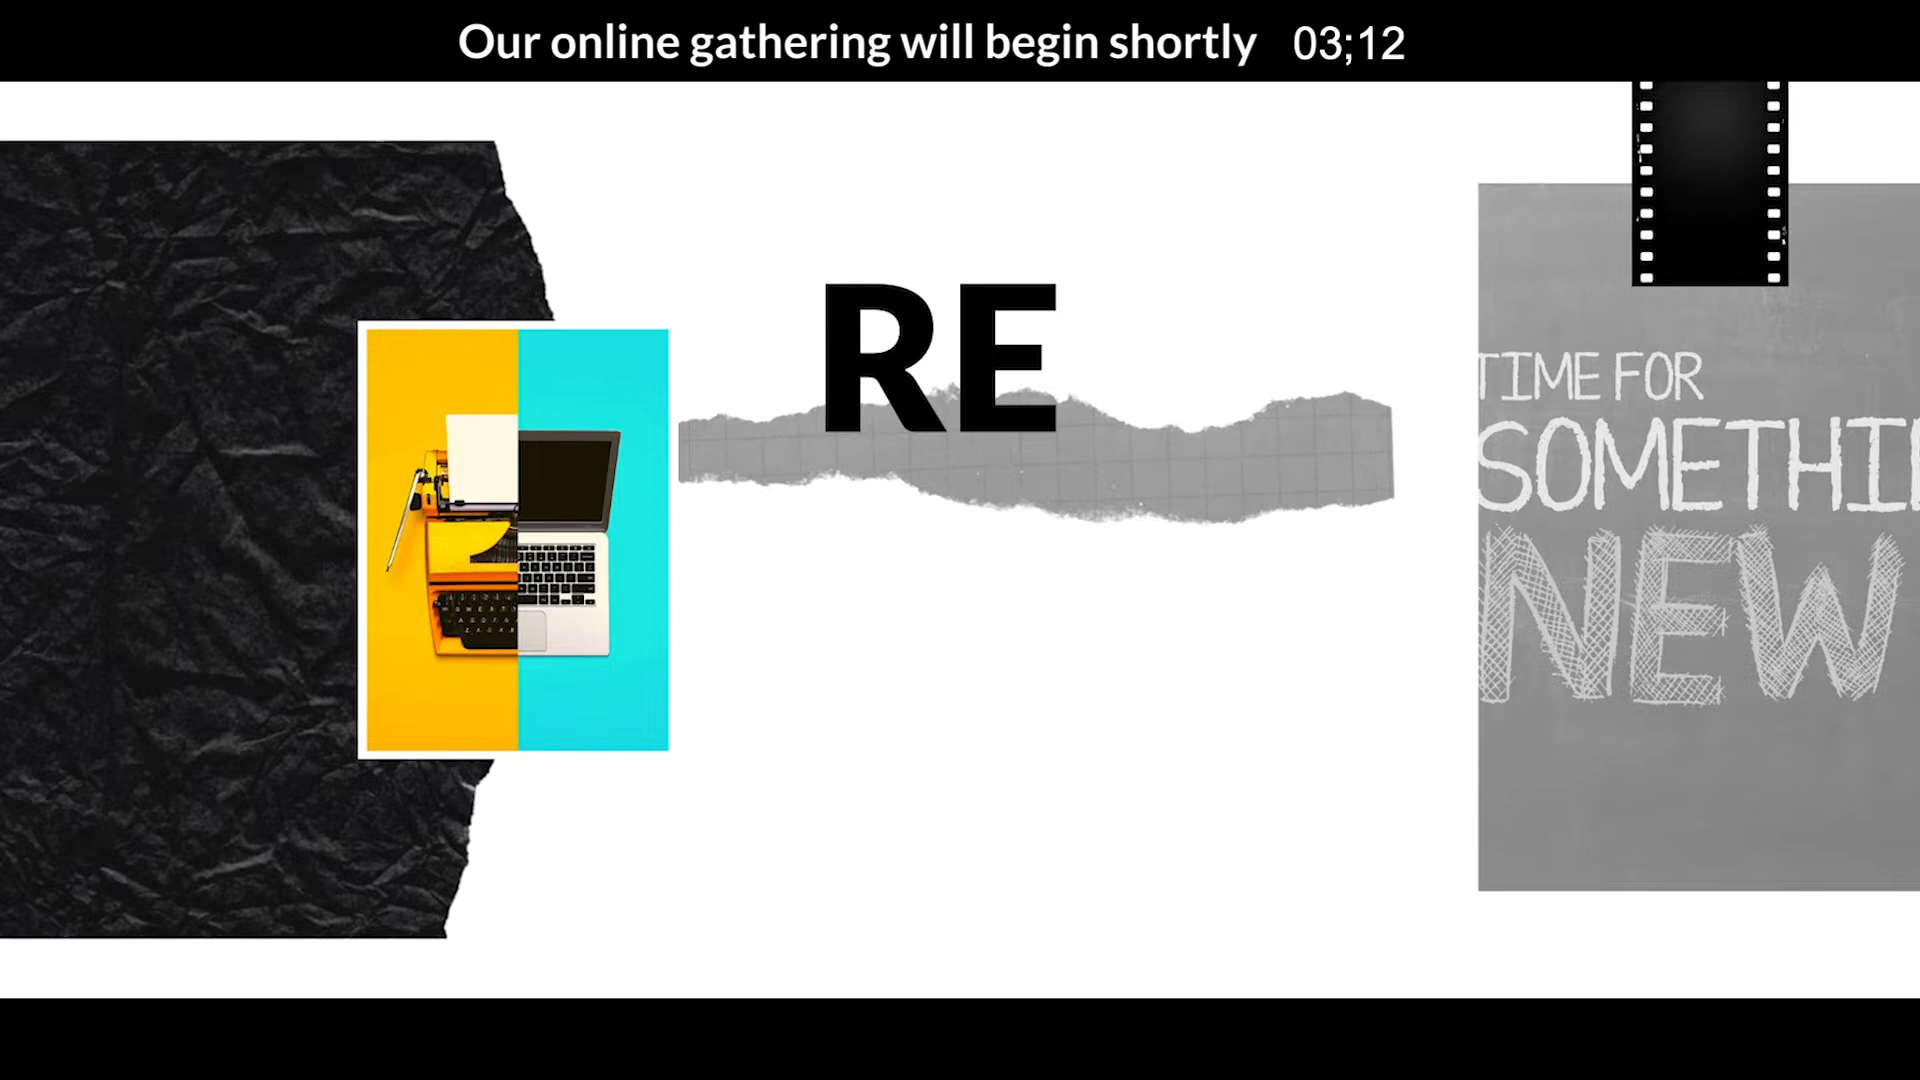 Our online gathering will begin shortly 03;12
RE
TIME FOR
SOMETHI
NEW